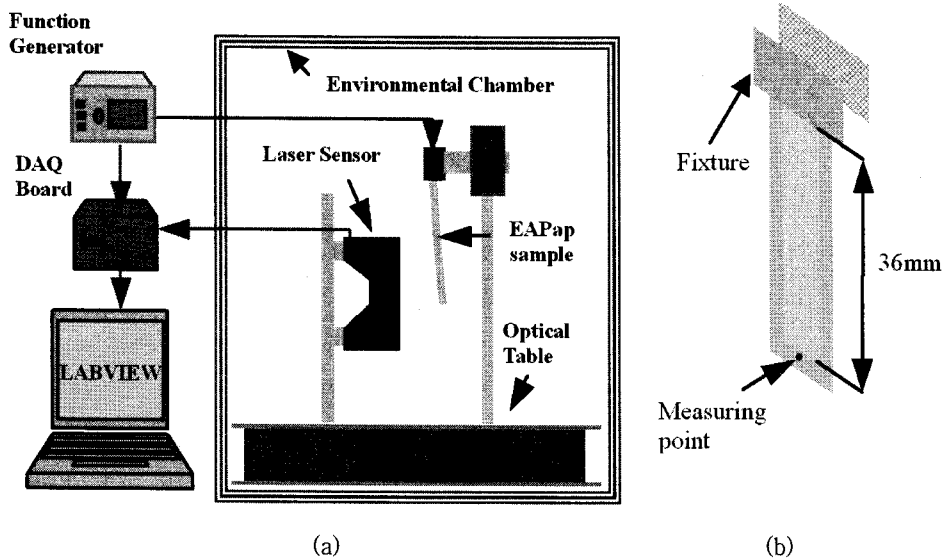 Function
Generator
Environmental Chamber
DAQ
Board
Laser Sensor
EAPap
sample
Optical
Table
LABVIEW
Fixture
36mm
Measuring
point
(a)
(b)